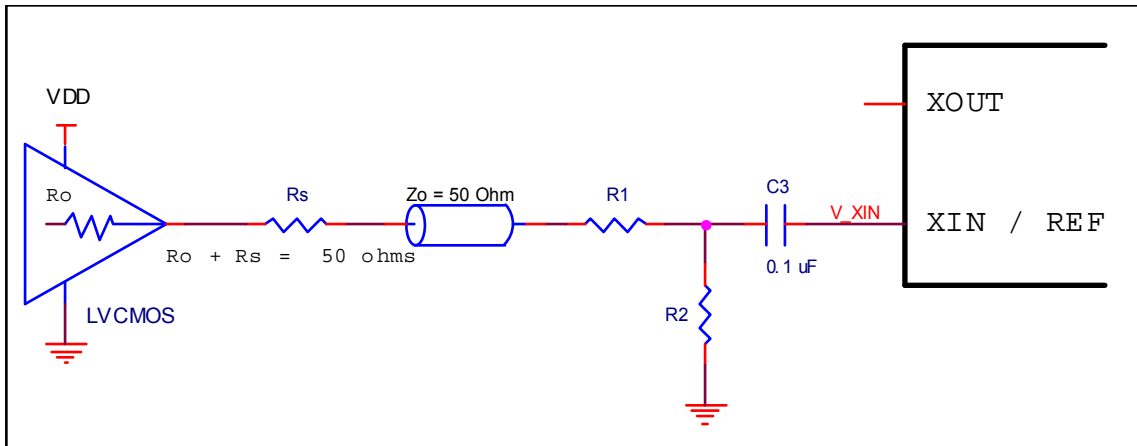 VDD
Ro
Rs
Zo = 50 Ohm
R1
C3
XOUT
V_XIN
XIN / REF
Ro + Rs = 50 ohms
0.1 uF
LVCMOS
R2